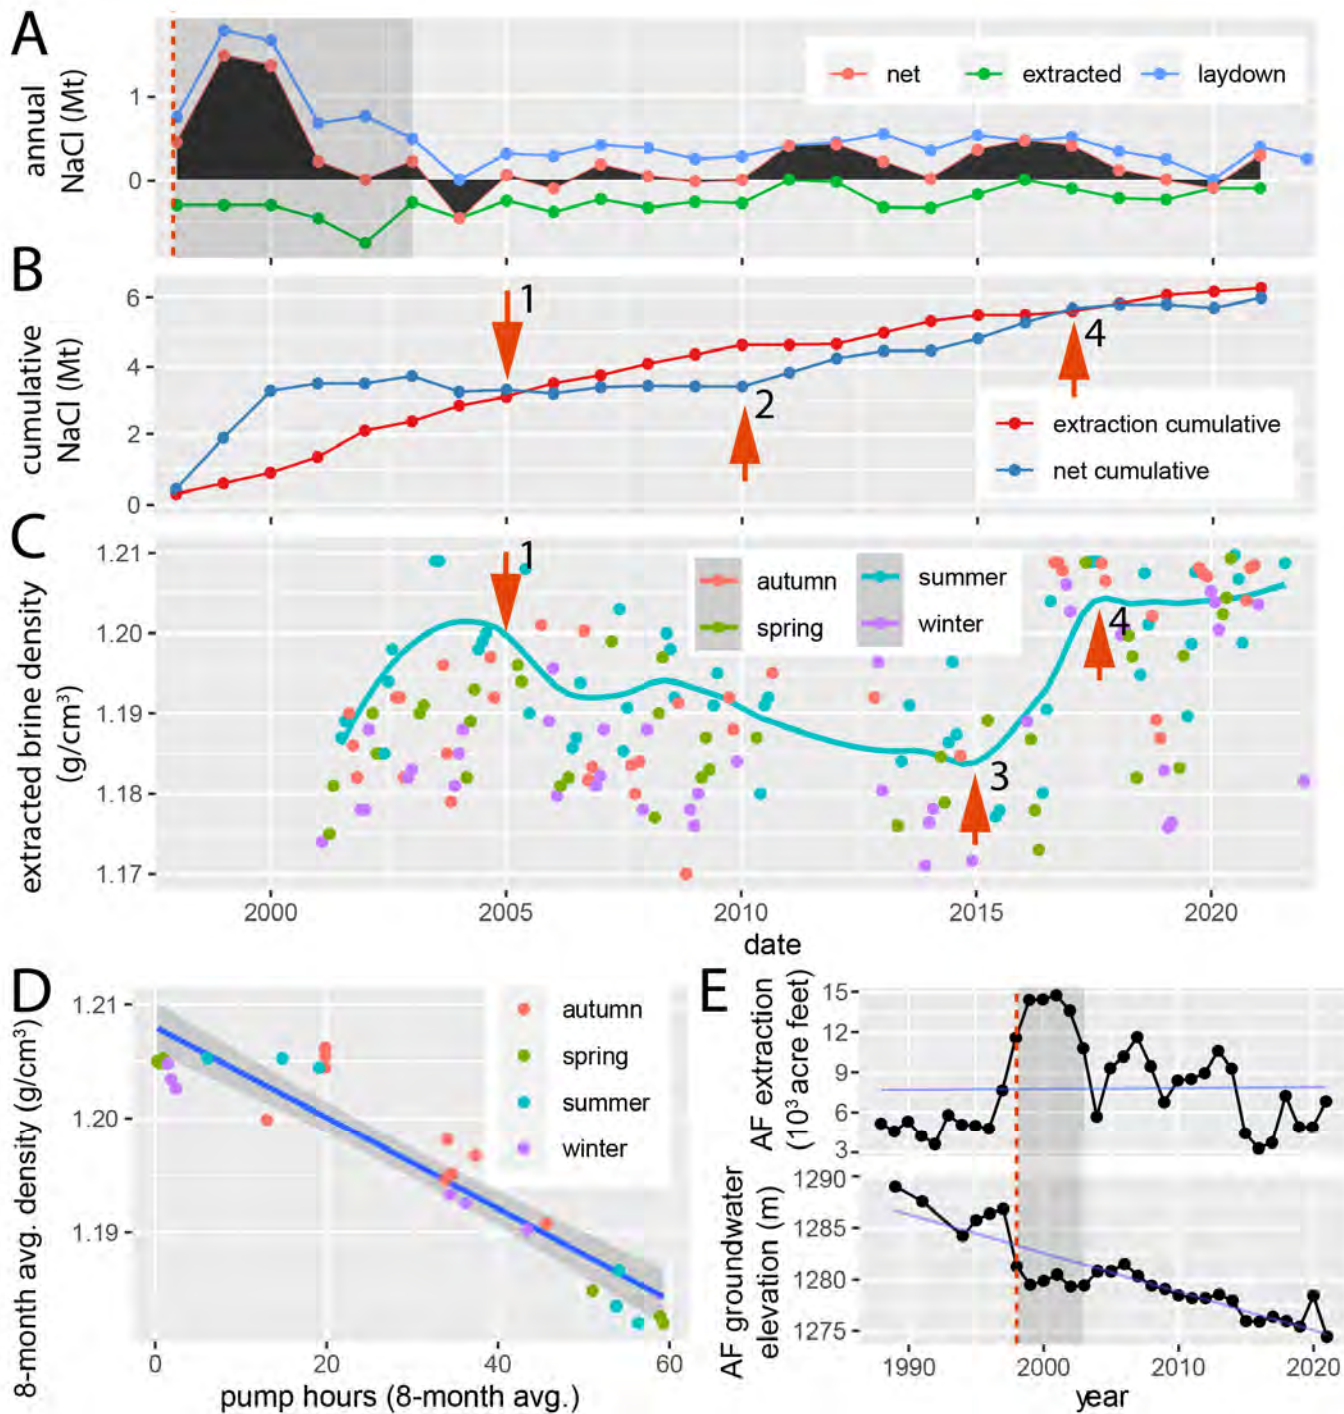 A
annual
NaCl (Mt)
1
0
net
extracted
laydown
2000
2005
2010
2015
2020
B
cumulative
NaCl (Mt)
6
4
2
0
1
2
4
extraction cumulative
net cumulative
C
extracted brine density
(g/cm³)
1.21
1.20
1.19
1.18
1.17
1
3
4
autumn
summer
spring
winter
2000
2005
2010
2015
2020
date
D
8-month avg. density (g/cm³)
1.21
1.20
1.19
autumn
spring
summer
winter
0
20
40
60
pump hours (8-month avg.)
E
AF extraction
(10³ acre feet)
15
12
9
6
3
AF groundwater
elevation (m)
1290
1285
1280
1275
1990
2000
2010
2020
year